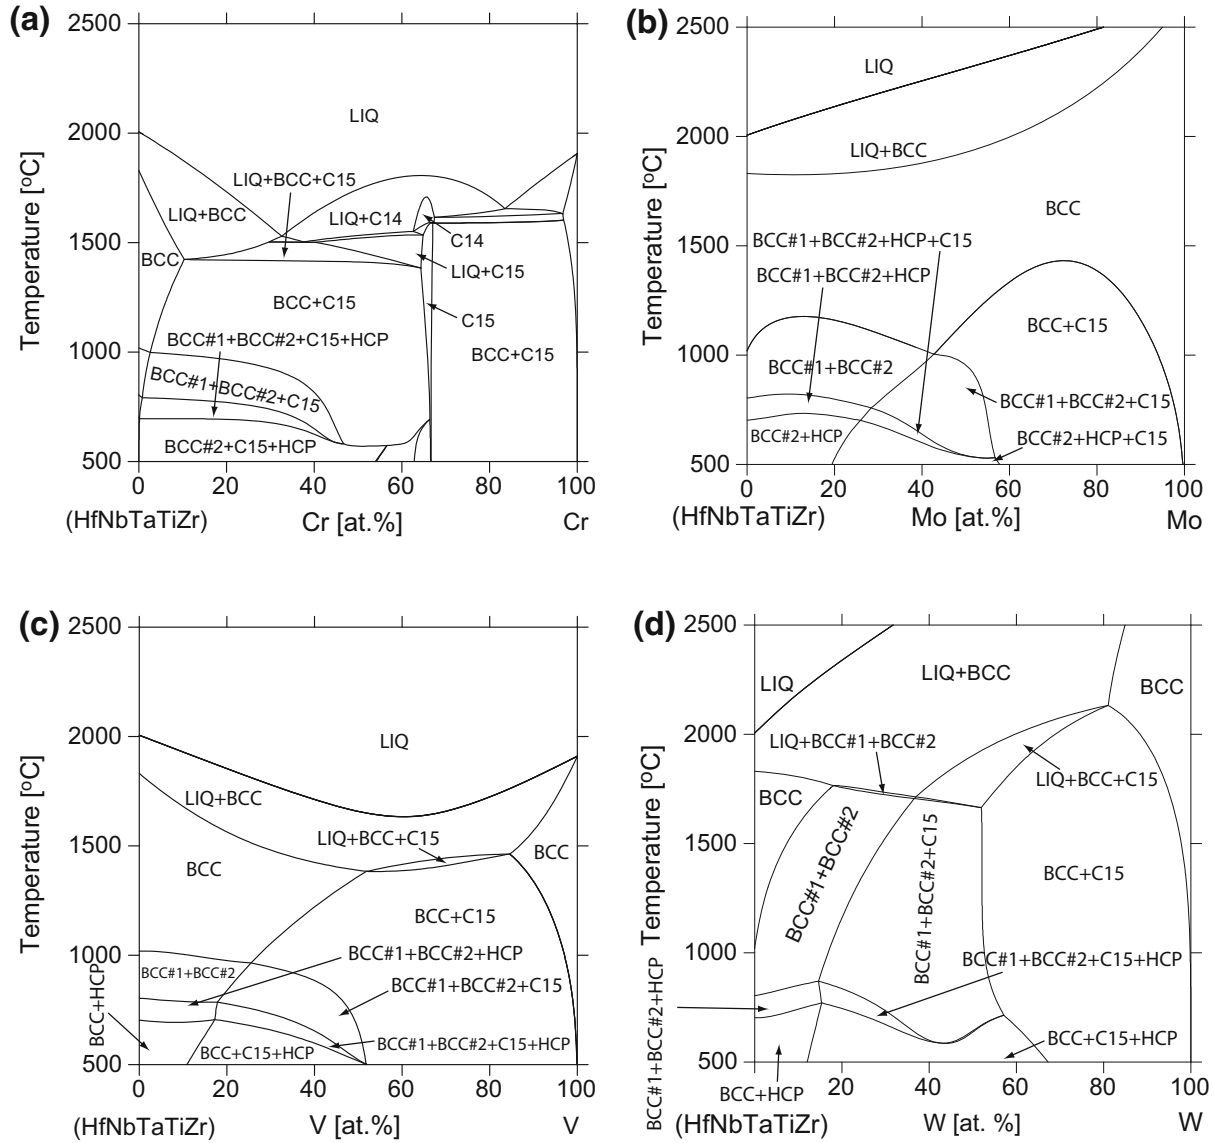 (a)
2500
2000
1500
1000
500
Temperature [ºC]
LIQ
LIQ+BCC+C15
LIQ+BCC
LIQ+C14
C14
BCC
LIQ+C15
BCC+C15
C15
BCC#1+BCC#2+C15+HCP
BCC+C15
BCC#1+BCC#2+C15
BCC#2+C15+HCP
0 20 40 60 80 100
(HfNbTaTiZr) Cr [at.%] Cr
(b)
2500
2000
1500
1000
500
Temperature [ºC]
LIQ
LIQ+BCC
BCC
BCC#1+BCC#2+HCP+C15
BCC#1+BCC#2+HCP
BCC+C15
BCC#1+BCC#2
BCC#1+BCC#2+C15
BCC#2+HCP
BCC#2+HCP+C15
0 20 40 60 80 100
(HfNbTaTiZr) Mo [at.%] Mo
(c)
2500
2000
1500
1000
500
Temperature [ºC]
LIQ
LIQ+BCC
LIQ+BCC+C15
BCC
BCC
BCC+C15
BCC#1+BCC#2+HCP
BCC#1+BCC#2
BCC#1+BCC#2+C15
BCC+HCP
BCC#1+BCC#2+C15+HCP
BCC+C15+HCP
0 20 40 60 80 100
(HfNbTaTiZr) V [at.%] V
(d)
2500
2000
1500
1000
500
Temperature [ºC]
LIQ
LIQ+BCC
BCC
LIQ+BCC#1+BCC#2
LIQ+BCC+C15
BCC
BCC#1+BCC#2
BCC#1+BCC#2+C15
BCC+C15
BCC#1+BCC#2+C15+HCP
BCC#1+BCC#2+HCP
BCC+C15+HCP
BCC+HCP
0 20 40 60 80 100
(HfNbTaTiZr) W [at. %] W